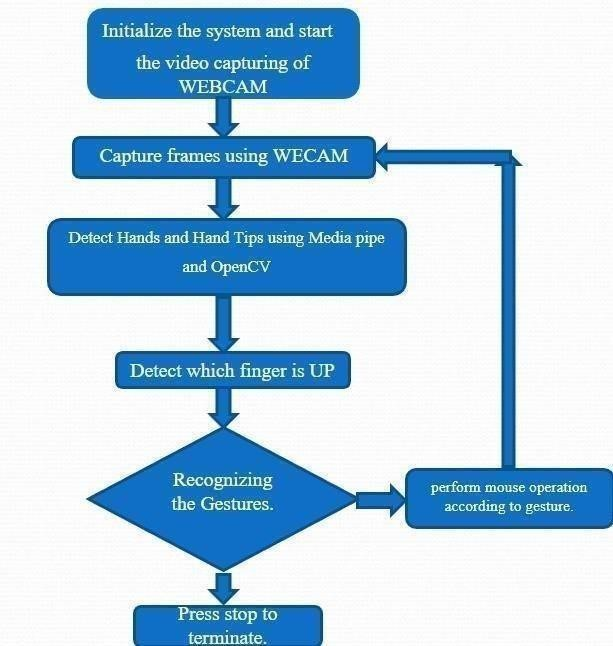 Initialize the system and start
the video capturing of
WEBCAM
Capture frames using WECAM
Detect Hands and Hand Tips using Media pipe
and OpenCV
Detect which finger is UP
Recognizing
the Gestures.
perform mouse operation
according to gesture.
Press stop to
terminate.